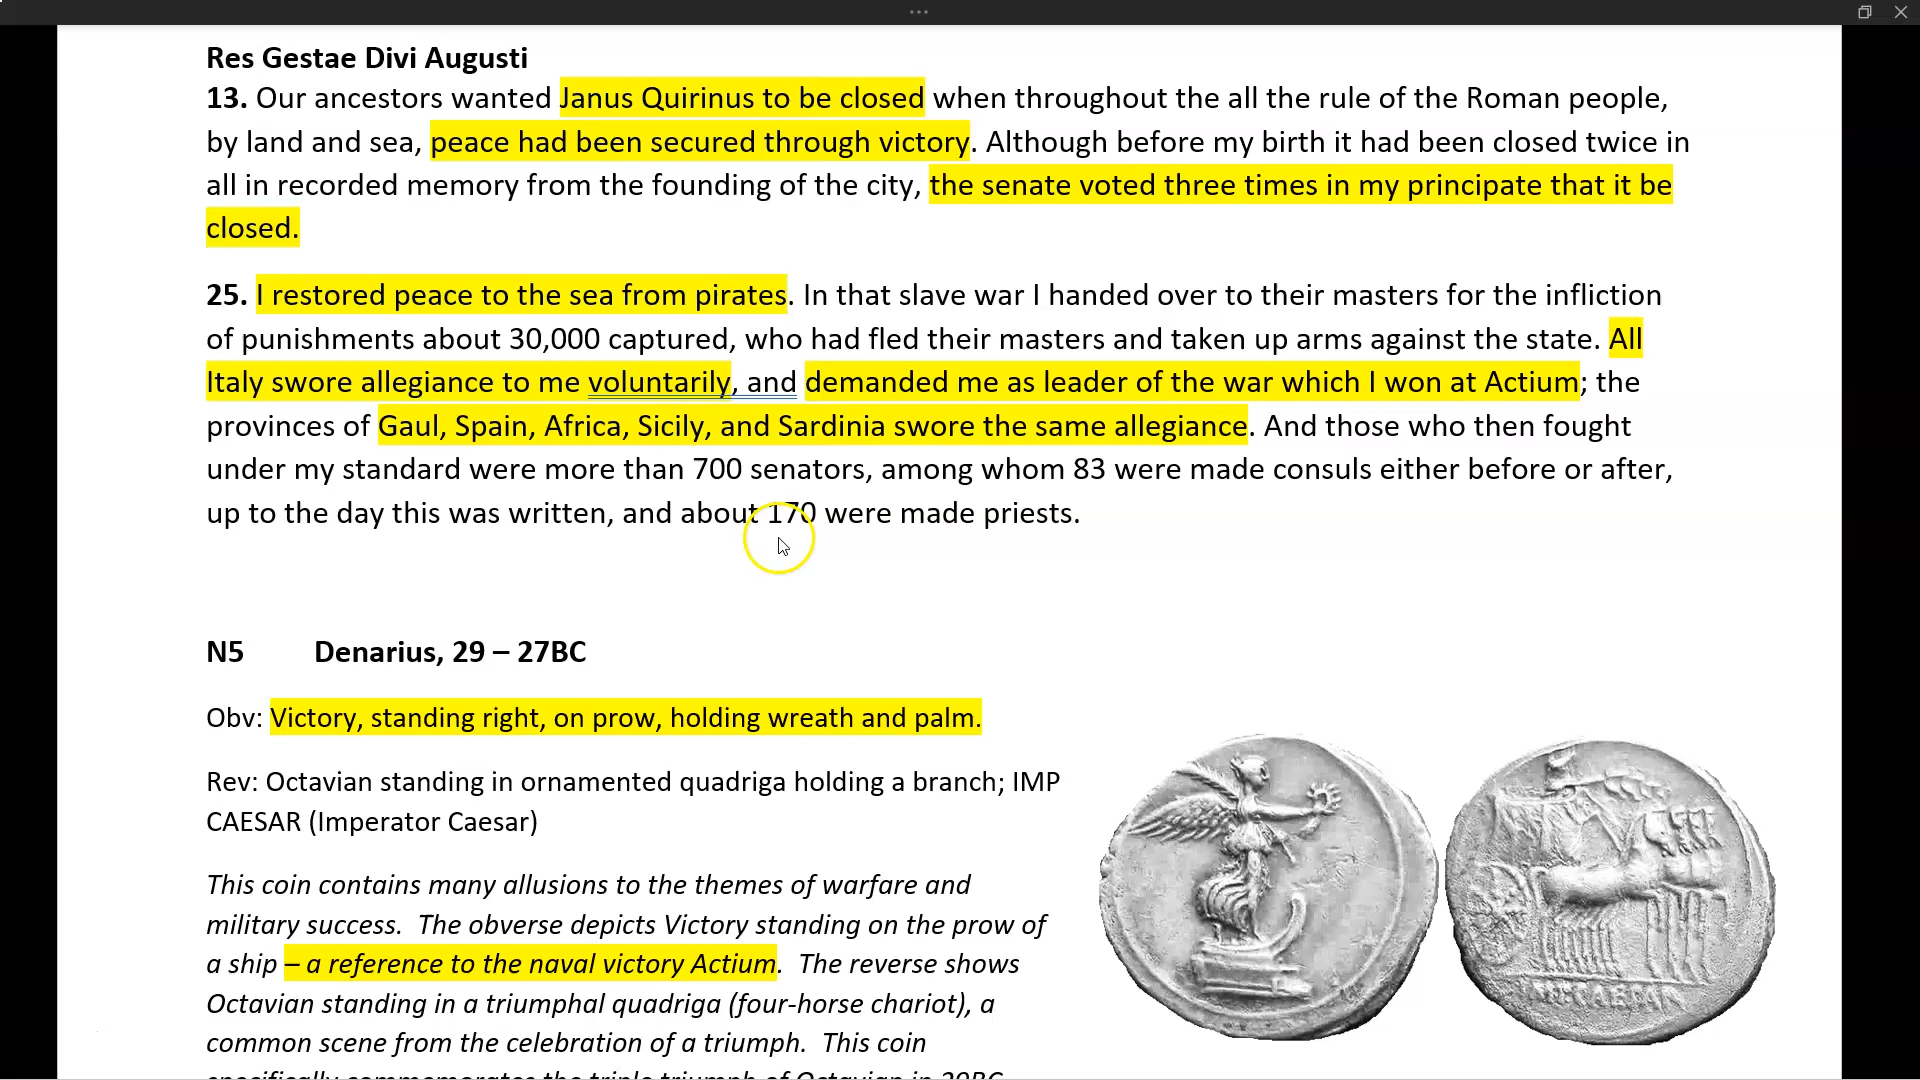 Res Gestae Divi Augusti
13. Our ancestors wanted Janus Quirinus to be closed when throughout the all the rule of the Roman people,
by land and sea, peace had been secured through victory. Although before my birth it had been closed twice in
all in recorded memory from the founding of the city, the senate voted three times in my principate that it be
closed.
25. I restored peace to the sea from pirates. In that slave war I handed over to their masters for the infliction
of punishments about 30,000 captured, who had fled their masters and taken up arms against the state. All
Italy swore allegiance to me voluntarily, and demanded me as leader of the war which I won at Actium; the
provinces of Gaul, Spain, Africa, Sicily, and Sardinia swore the same allegiance. And those who then fought
under my standard were more than 700 senators, among whom 83 were made consuls either before or after,
up to the day this was written, and about 170 were made priests.
N5 Denarius, 29 – 27BC
Obv: Victory, standing right, on prow, holding wreath and palm.
Rev: Octavian standing in ornamented quadriga holding a branch; IMP
CAESAR (Imperator Caesar)
This coin contains many allusions to the themes of warfare and
military success. The obverse depicts Victory standing on the prow of
a ship – a reference to the naval victory Actium. The reverse shows
Octavian standing in a triumphal quadriga (four-horse chariot), a
common scene from the celebration of a triumph. This coin
specifically commemorates the triple triumph of Octavian in 29BC